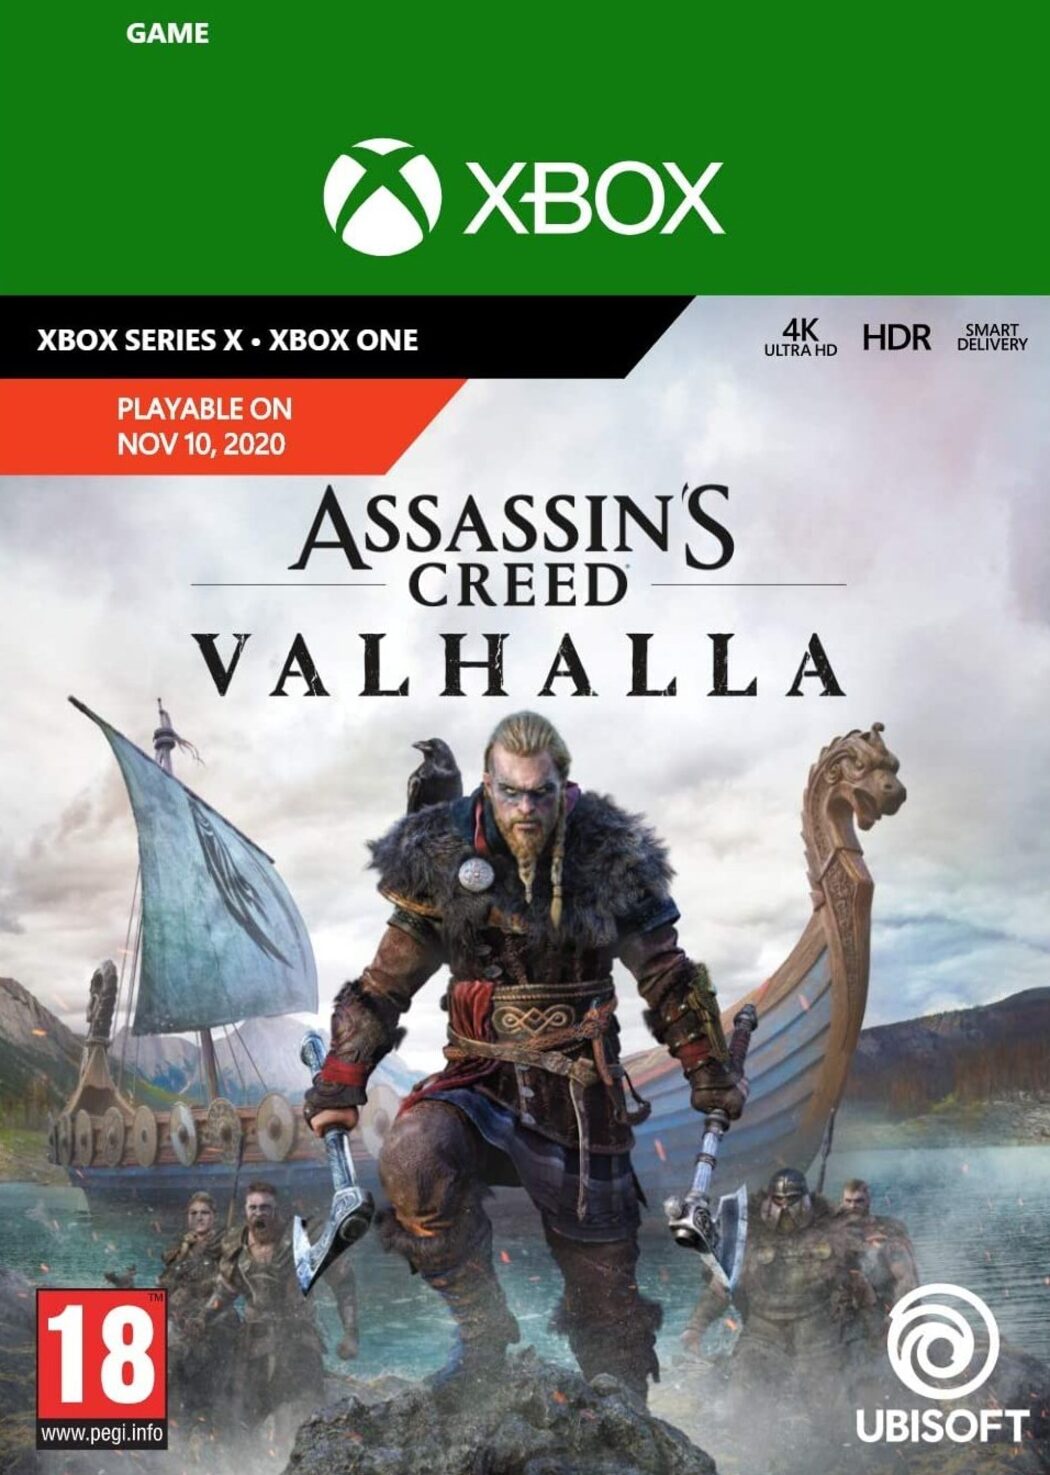 GAME
XBOX
XBOX SERIES X • XBOX ONE
4K
ULTRA HD
HDR
SMART
DELIVERY
PLAYABLE ON
NOV 10, 2020
ASSASSIN'S
CREED®
VALHALLA
18™
www.pegi.info
UBISOFT